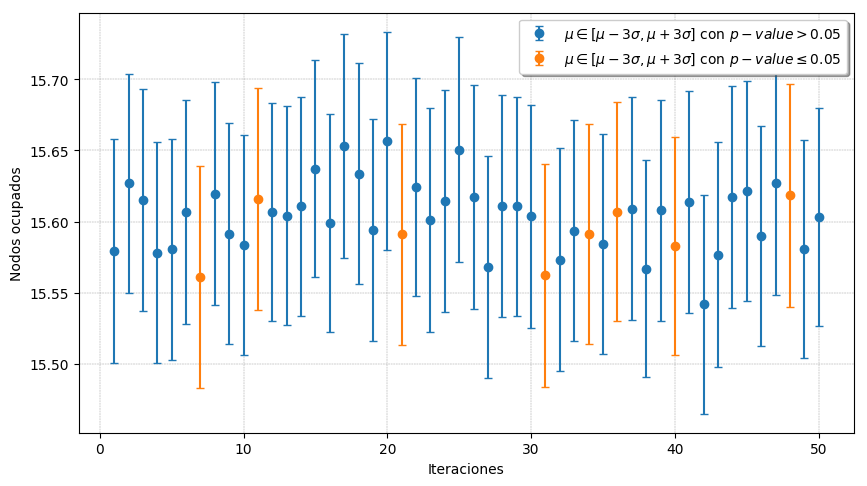 μ ∈ [μ − 3σ, μ + 3σ] con p − value > 0.05
μ ∈ [μ − 3σ, μ + 3σ] con p − value ≤ 0.05
15.70
15.65
15.60
15.55
15.50
Nodos ocupados
0 10 20 30 40 50
Iteraciones